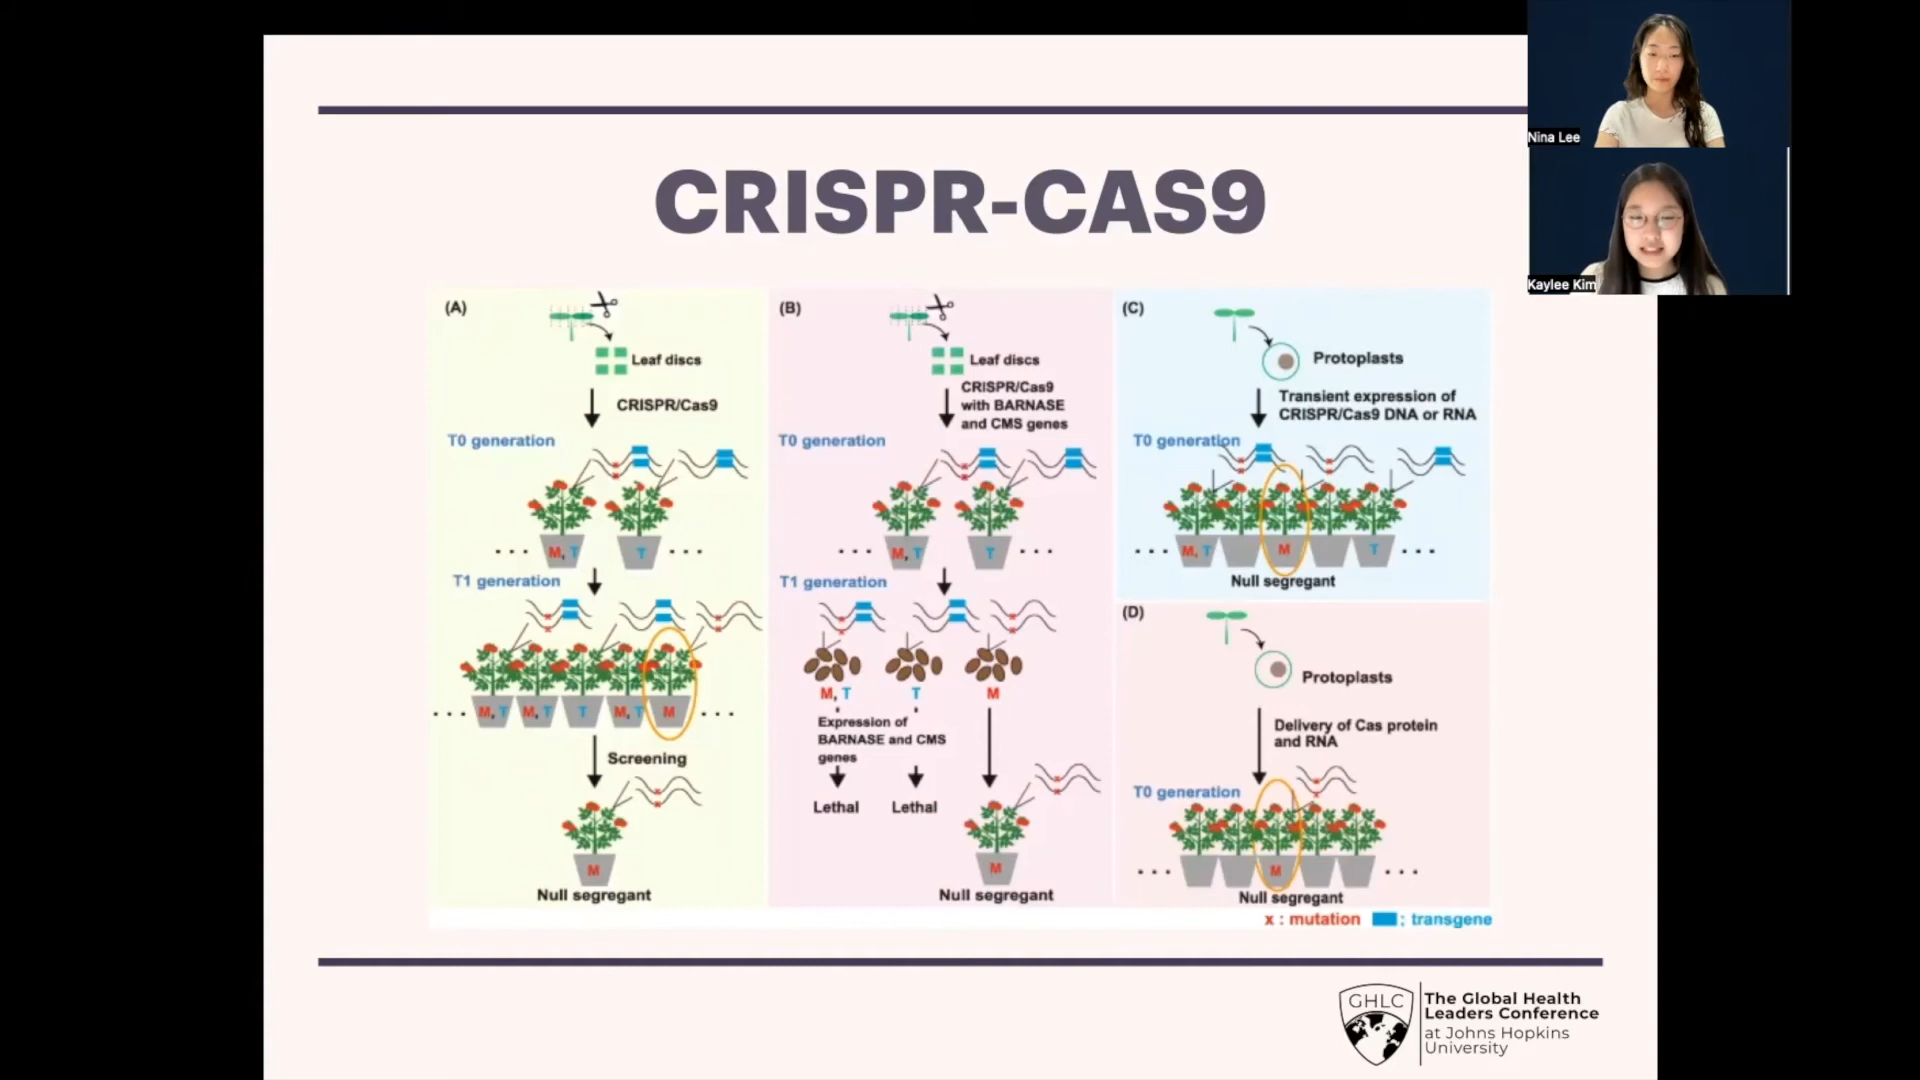 Nina Lee
Kaylee Kim
CRISPR-CAS9
(A)
Leaf discs
CRISPR/Cas9
T0 generation
M, T
T
T1 generation
M, T
M, T
T
M, T
M
Screening
M
Null segregant
(B)
Leaf discs
CRISPR/Cas9
with BARNASE
and CMS genes
T0 generation
M, T
T
T1 generation
M, T
T
M
Expression of
BARNASE and CMS
genes
Lethal
Lethal
M
Null segregant
(C)
Protoplasts
Transient expression of
CRISPR/Cas9 DNA or RNA
T0 generation
M, T
M
T
Null segregant
(D)
Protoplasts
Delivery of Cas protein
and RNA
T0 generation
M
Null segregant
x : mutation : transgene
GHLC
The Global Health
Leaders Conference
at Johns Hopkins
University